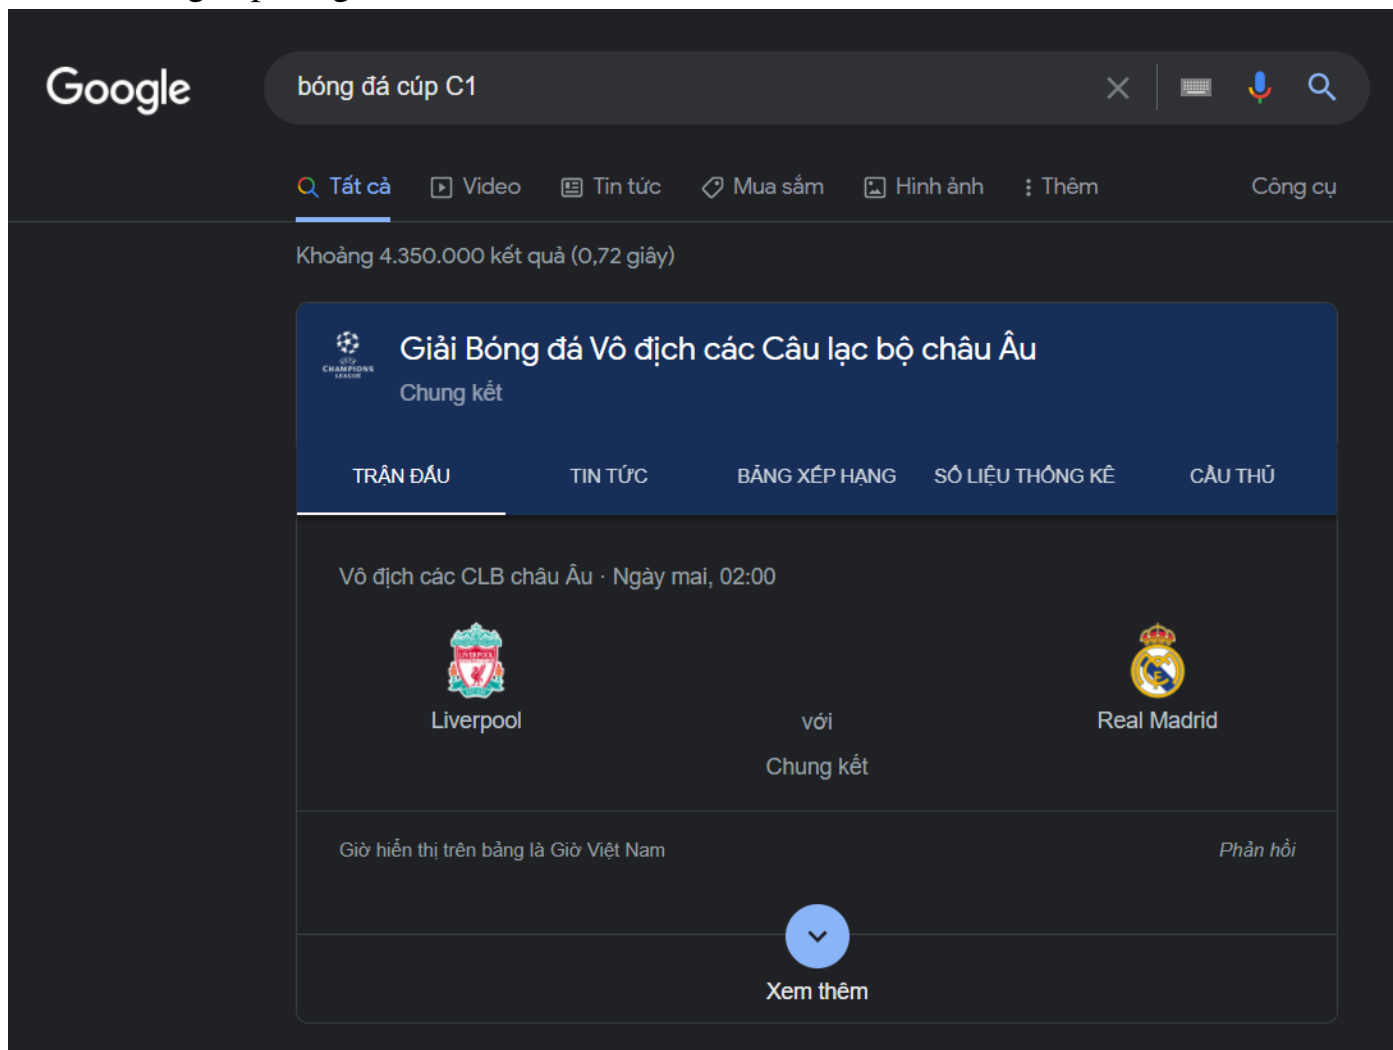 Google
bóng đá cúp C1
Tất cả Video Tin tức Mua sắm Hình ảnh Thêm Công cụ
Khoảng 4.350.000 kết quả (0,72 giây)
Giải Bóng đá Vô địch các Câu lạc bộ châu Âu
CHAMPIONS
LEAGUE
Chung kết
TRẬN ĐẤU TIN TỨC BẢNG XẾP HẠNG SỐ LIỆU THỐNG KÊ CẦU THỦ
Vô địch các CLB châu Âu · Ngày mai, 02:00
Liverpool với Real Madrid
Chung kết
Giờ hiển thị trên bảng là Giờ Việt Nam Phản hồi
Xem thêm